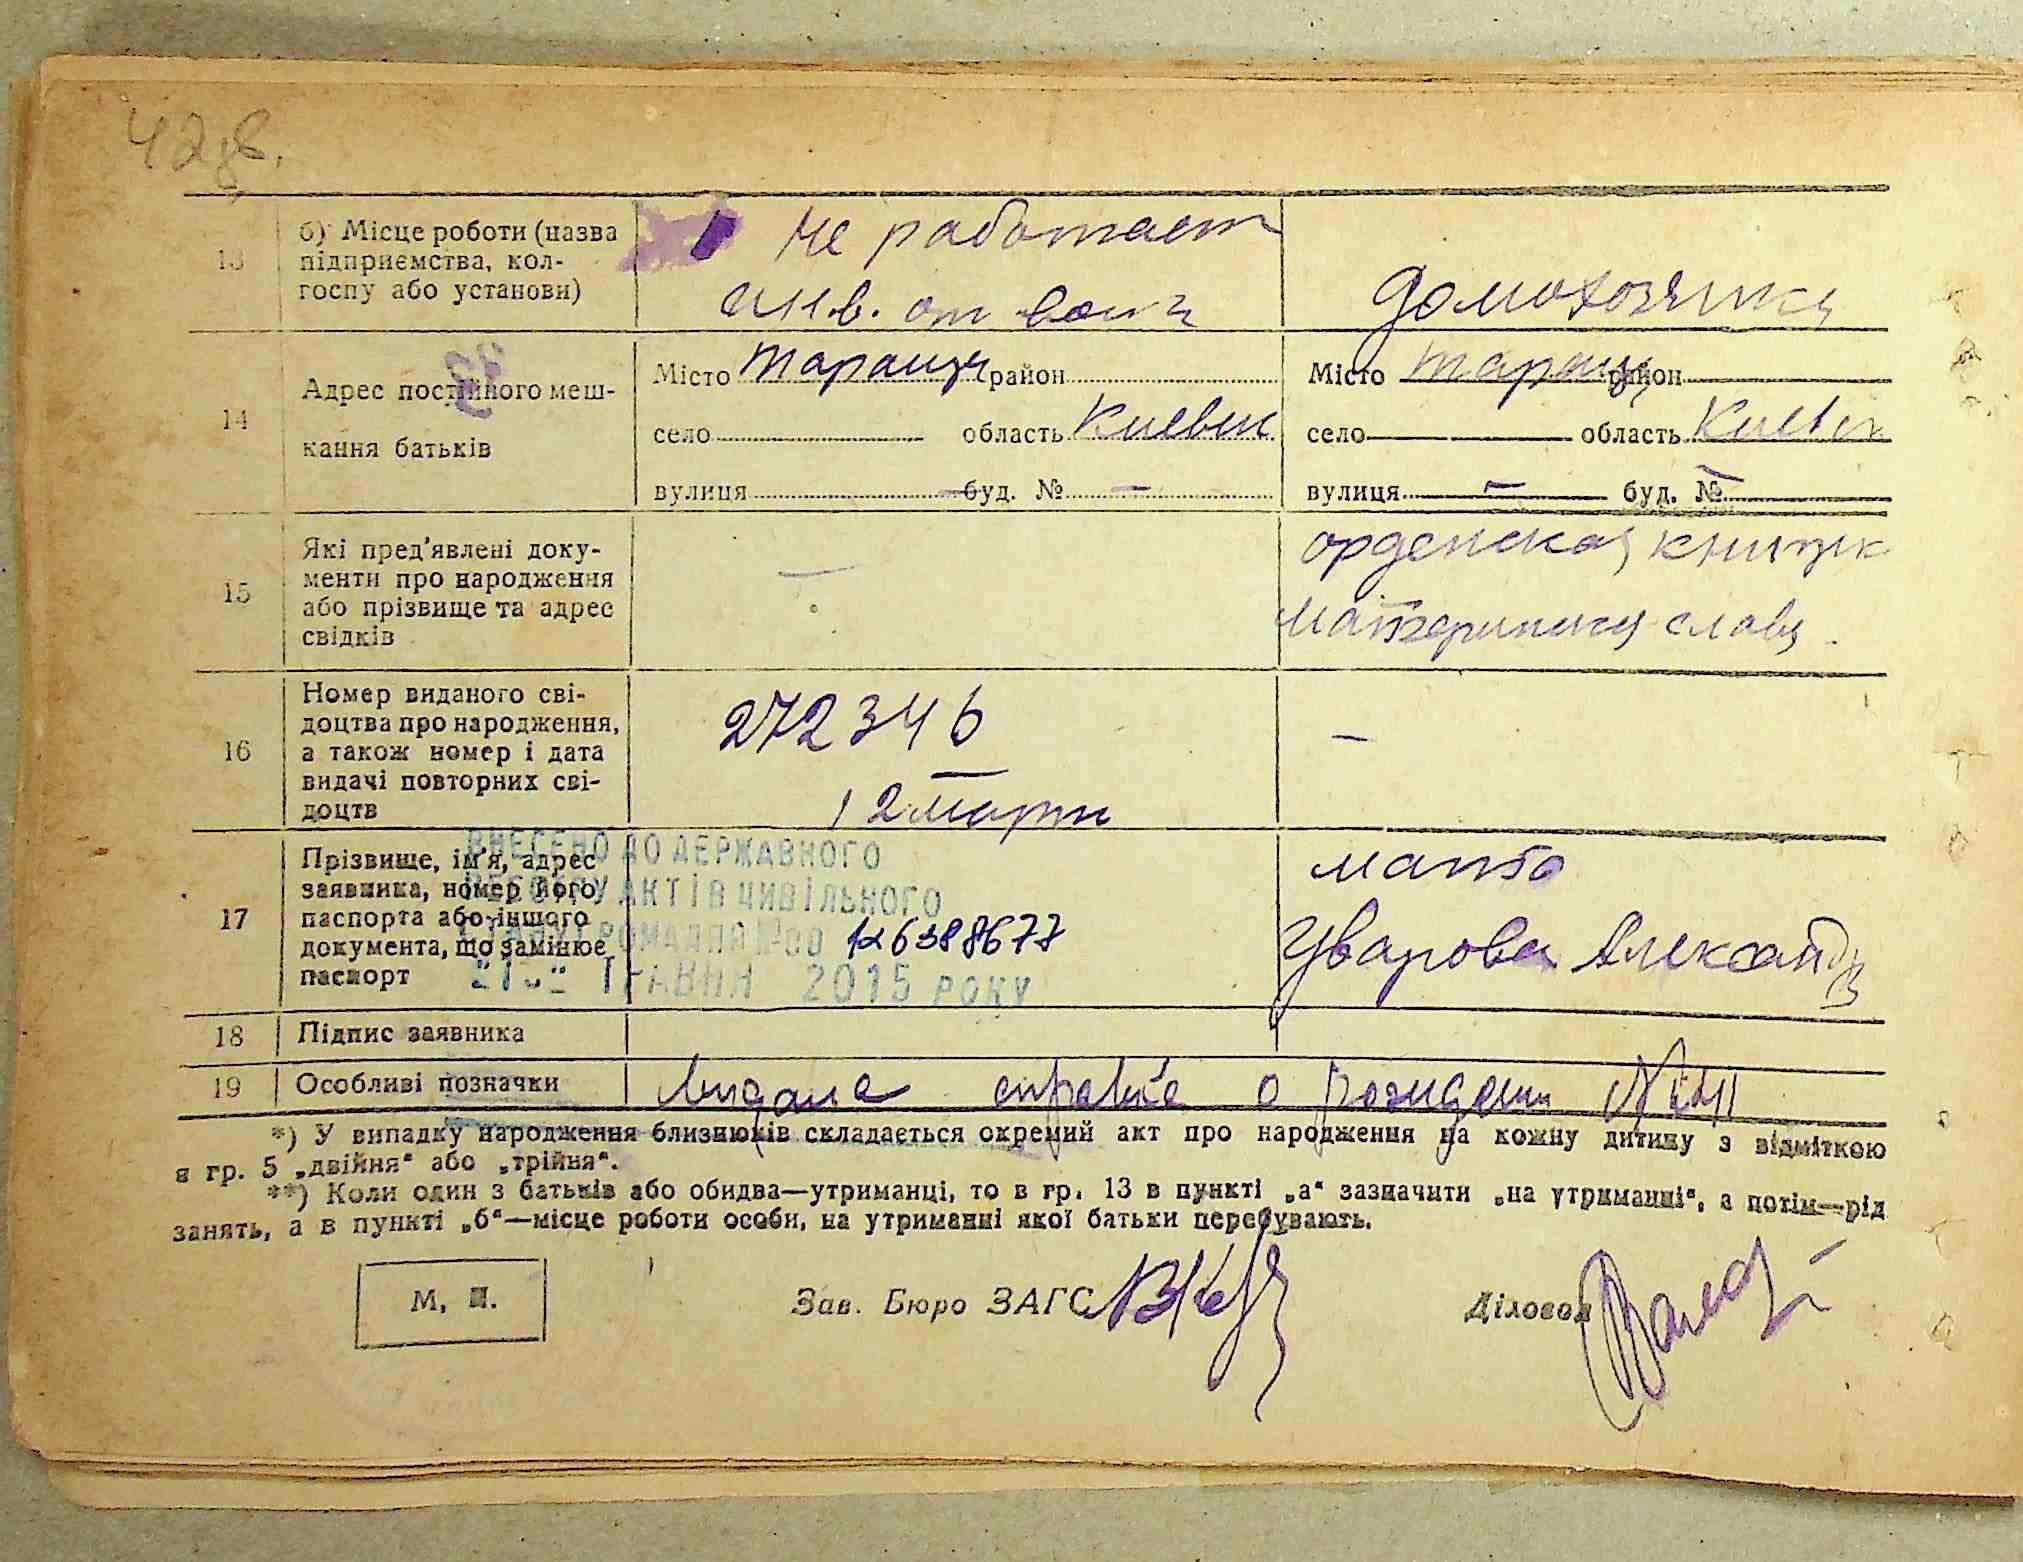 42 зв.
13
б) Місце роботи (назва
підприємства, кол-
госпу або установи)
не работает
инв. от войн
домохозяйка
14
Адрес постійного меш-
кання батьків
Місто Тараща район
село область Киевск
вулиця — буд. № —
Місто Тараща район
село область Киевск
вулиця — буд. № —
15
Які пред'явлені доку-
менти про народження
або прізвище та адрес
свідків
—
орденская книжк
Материнская слава
16
Номер виданого сві-
доцтва про народження,
а також номер і дата
видачі повторних сві-
доцтв
272346
12 марта
—
17
Прізвище, ім'я, адрес
заявника, номер його
паспорта або іншого
документа, що замінює
паспорт
ВНЕСЕНО ДО ДЕРЖАВНОГО
РЕЄСТРУ АКТІВ ЦИВІЛЬНОГО
СТАНУ ГРОМАДЯН №00 126388677
ТРАВНЯ 2015 РОКУ
мать
Уварова Александ
18
Підпис заявника
19
Особливі позначки
Видана справка о
*) У випадку народження близнюків складається окремий акт про народження на кожну дитину з відміткою
в гр. 5 „двійня“ або „трійня“.
**) Коли один з батьків або обидва—утриманці, то в гр. 13 в пункті „а“ зазначити „на утриманні“, а потім—рід
занять, а в пункті „б“—місце роботи особи, на утриманні якої батьки перебувають.
М. П.
Зав. Бюро ЗАГС
Діловод